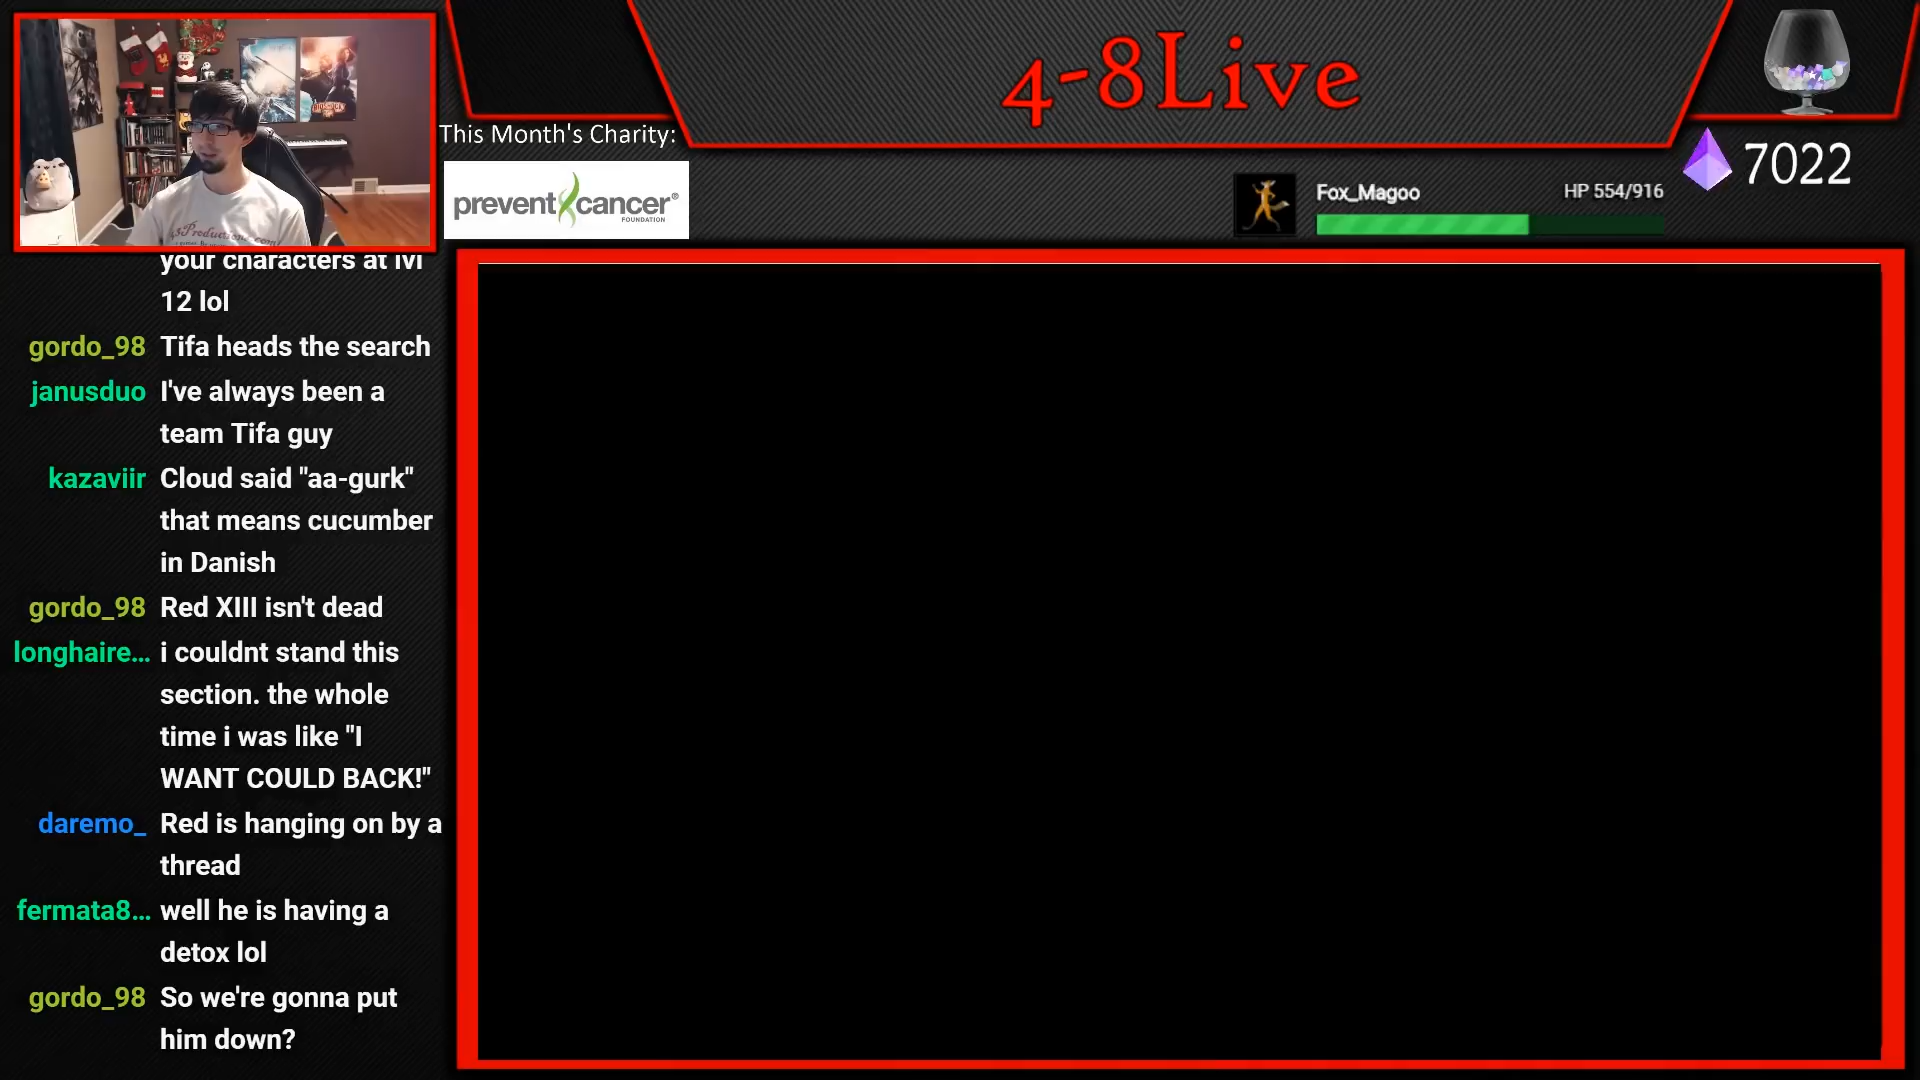 4-8Live
This Month's Charity:
prevent cancer®
FOUNDATION
Fox_Magoo
HP 554/916
7022
your characters at lvl
12 lol
gordo_98 Tifa heads the search
janusduo I've always been a
team Tifa guy
kazaviir Cloud said "aa-gurk"
that means cucumber
in Danish
gordo_98 Red XIII isn't dead
longhaire... i couldnt stand this
section. the whole
time i was like "I
WANT COULD BACK!"
daremo_ Red is hanging on by a
thread
fermata8... well he is having a
detox lol
gordo_98 So we're gonna put
him down?